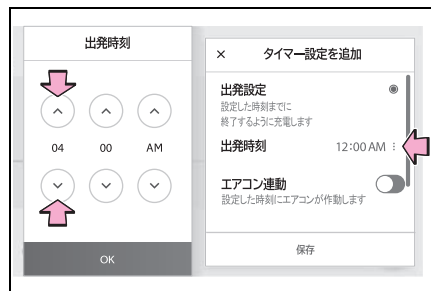 出発時刻
04 00 AM
OK
× タイマー設定を追加
出発設定
設定した時刻までに
終了するように充電します
出発時刻 12:00 AM
エアコン連動
設定した時刻にエアコンが作動します
保存